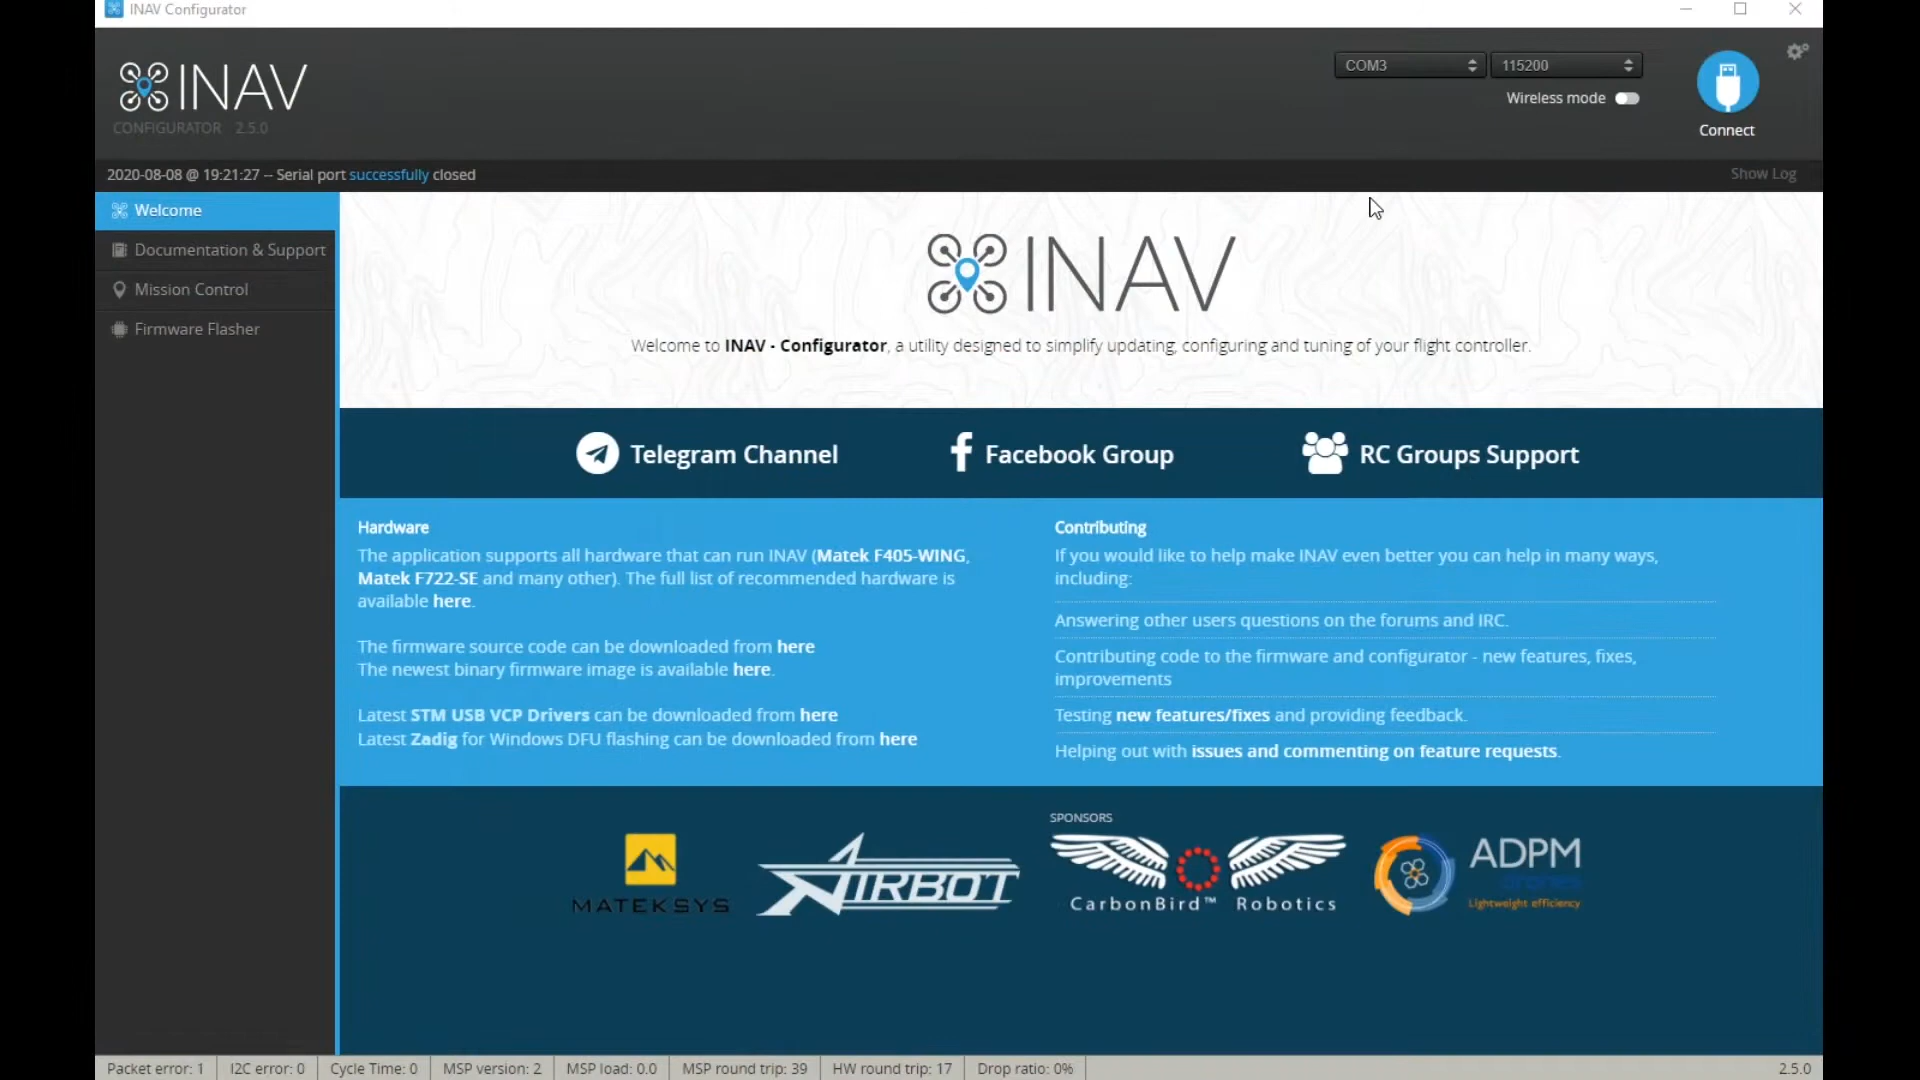 INAV Configurator
INAV
CONFIGURATOR 2.5.0
COM3
115200
Wireless mode
Connect
2020-08-08 @ 19:21:27 -- Serial port successfully closed
Show Log
Welcome
Documentation & Support
Mission Control
Firmware Flasher
INAV
Welcome to INAV - Configurator, a utility designed to simplify updating, configuring and tuning of your flight controller.
Telegram Channel
Facebook Group
RC Groups Support
Hardware
The application supports all hardware that can run INAV (Matek F405-WING,
Matek F722-SE and many other). The full list of recommended hardware is
available here.
The firmware source code can be downloaded from here
The newest binary firmware image is available here.
Latest STM USB VCP Drivers can be downloaded from here
Latest Zadig for Windows DFU flashing can be downloaded from here
Contributing
If you would like to help make INAV even better you can help in many ways,
including:
Answering other users questions on the forums and IRC.
Contributing code to the firmware and configurator - new features, fixes,
improvements
Testing new features/fixes and providing feedback.
Helping out with issues and commenting on feature requests.
SPONSORS
MATEKSYS
AIRBOT
CarbonBird™ Robotics
ADPM
drones
Lightweight efficiency
Packet error: 1
I2C error: 0
Cycle Time: 0
MSP version: 2
MSP load: 0.0
MSP round trip: 39
HW round trip: 17
Drop ratio: 0%
2.5.0